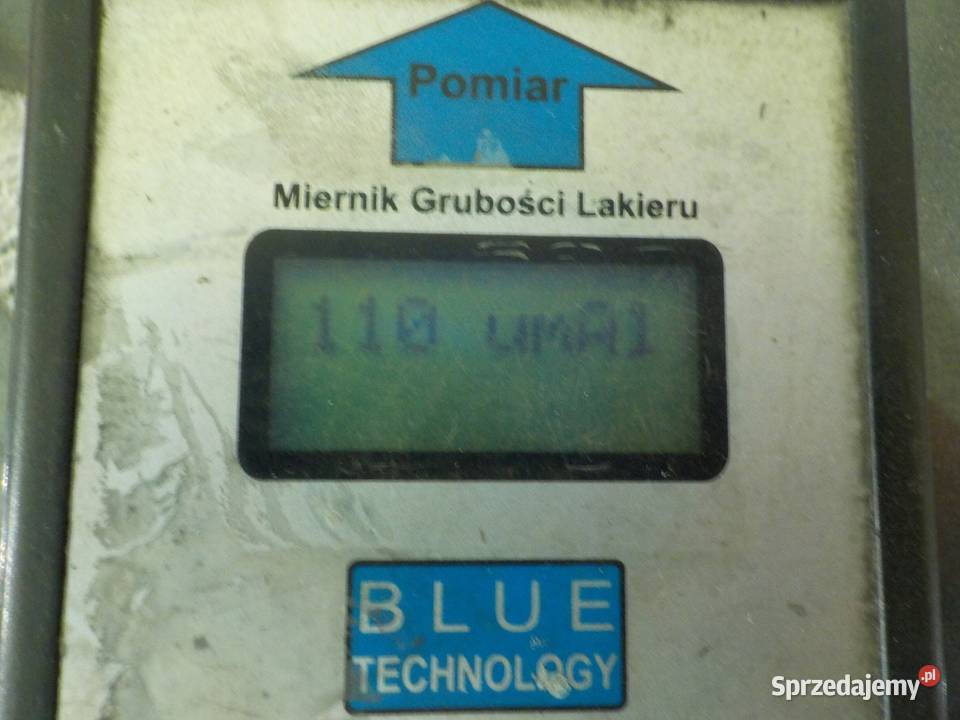 Pomiar
Miernik Grubości Lakieru
110 umAl
BLUE
TECHNOLOGY
Sprzedajemy.pl